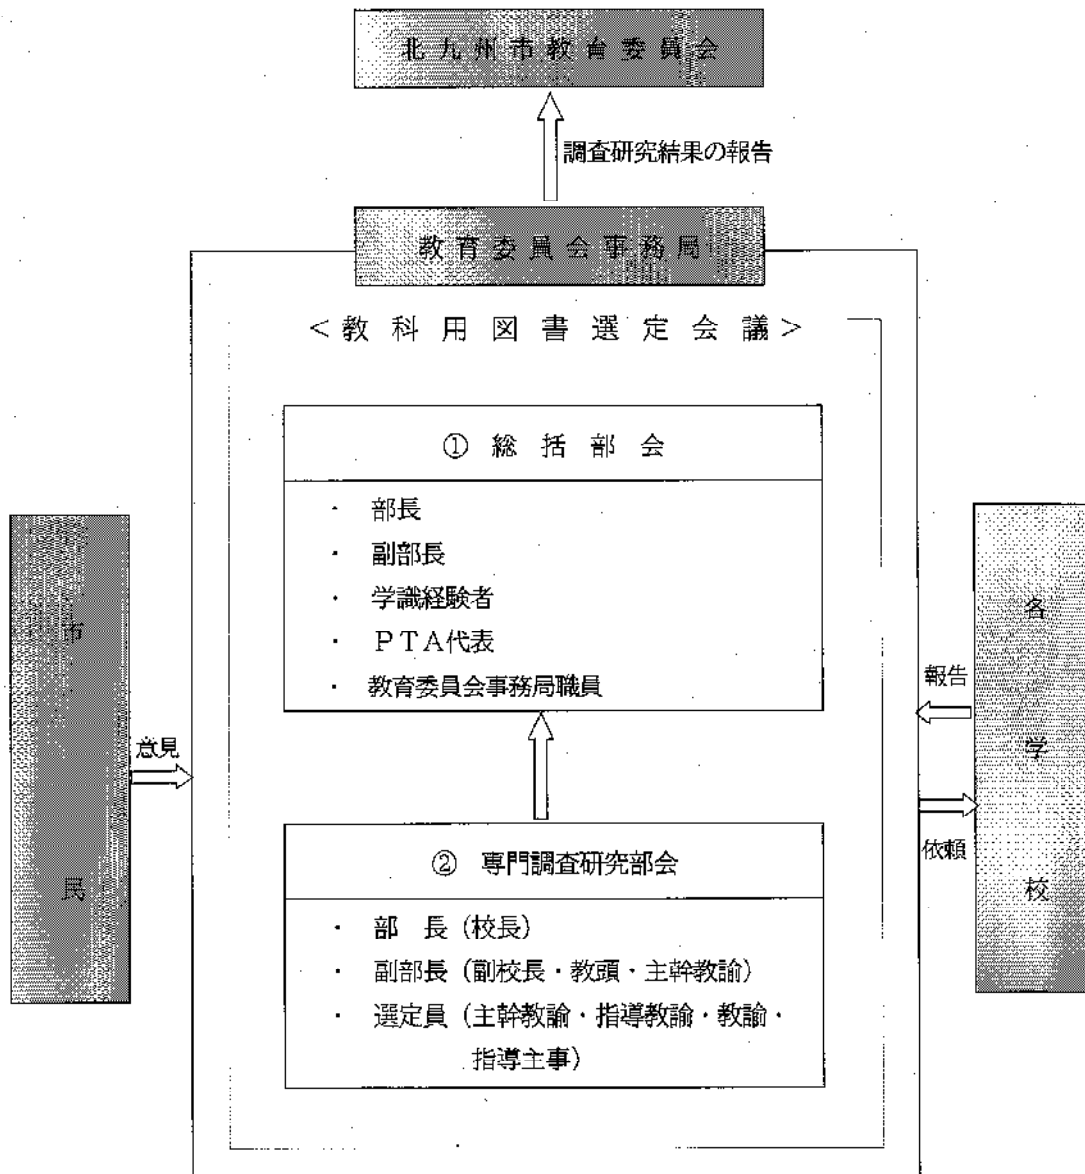 北九州市教育委員会
調査研究結果の報告
教育委員会事務局
<教科用図書選定会議>
① 総括部会
・ 部長
・ 副部長
・ 学識経験者
・ PTA代表
・ 教育委員会事務局職員
市民
意見
各学校
報告
依頼
② 専門調査研究部会
・ 部 長(校長)
・ 副部長(副校長・教頭・主幹教諭)
・ 選定員(主幹教諭・指導教諭・教諭・
指導主事)